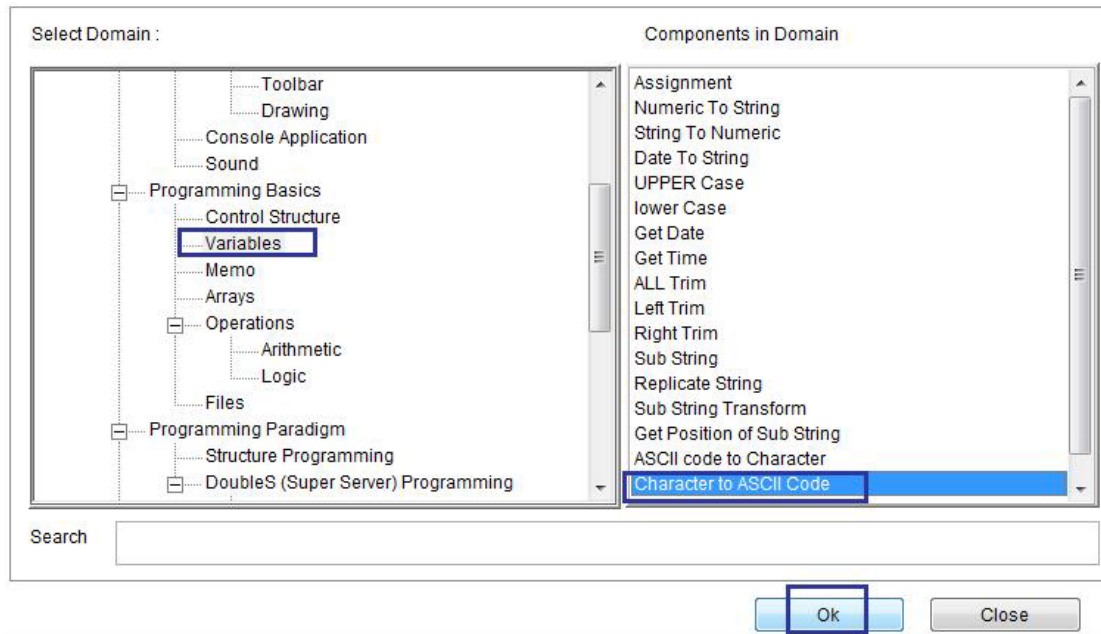 Select Domain :
Toolbar
Drawing
Console Application
Sound
Programming Basics
Control Structure
Variables
Memo
Arrays
Operations
Arithmetic
Logic
Files
Programming Paradigm
Structure Programming
DoubleS (Super Server) Programming
Components in Domain
Assignment
Numeric To String
String To Numeric
Date To String
UPPER Case
lower Case
Get Date
Get Time
ALL Trim
Left Trim
Right Trim
Sub String
Replicate String
Sub String Transform
Get Position of Sub String
ASCII code to Character
Character to ASCII Code
Search
Ok
Close